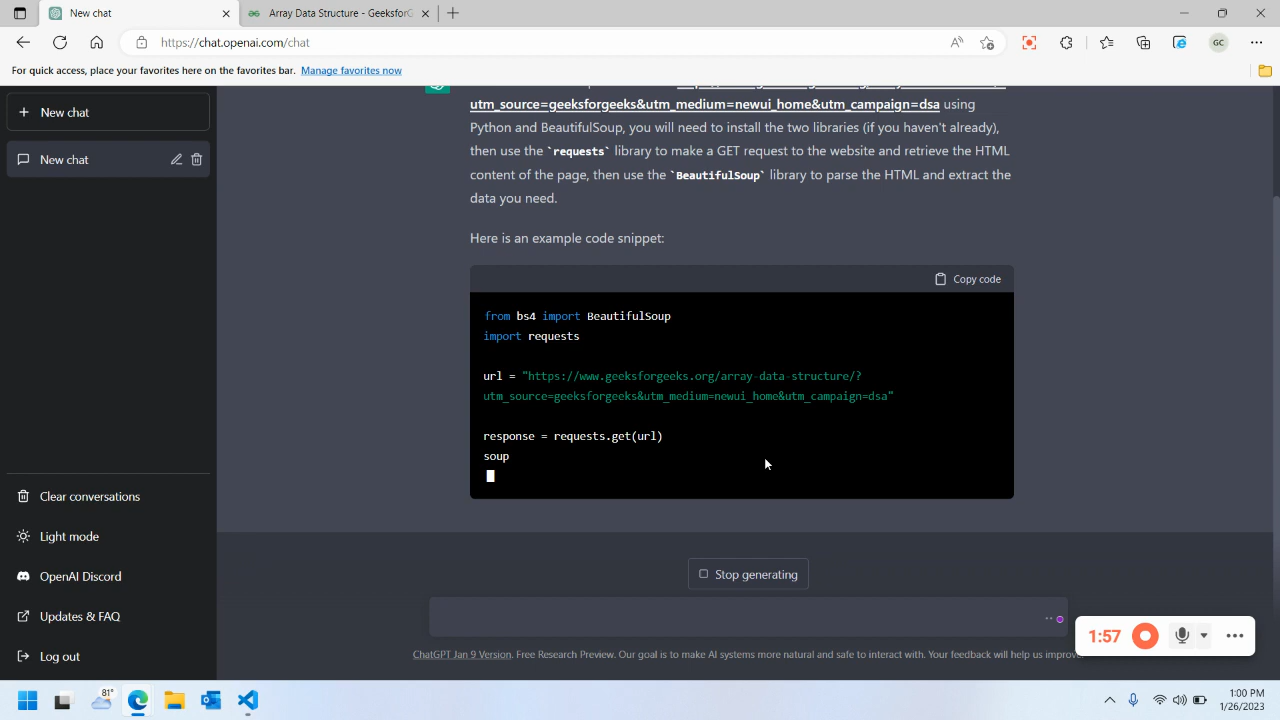 New chat
Array Data Structure - GeeksforG
https://chat.openai.com/chat
GC
For quick access, place your favorites here on the favorites bar. Manage favorites now
New chat
New chat
utm_source=geeksforgeeks&utm_medium=newui_home&utm_campaign=dsa using
Python and BeautifulSoup, you will need to install the two libraries (if you haven't already),
then use the `requests` library to make a GET request to the website and retrieve the HTML
content of the page, then use the `BeautifulSoup` library to parse the HTML and extract the
data you need.
Here is an example code snippet:
Copy code
from bs4 import BeautifulSoup
import requests
url = "https://www.geeksforgeeks.org/array-data-structure/?
utm_source=geeksforgeeks&utm_medium=newui_home&utm_campaign=dsa"
response = requests.get(url)
soup
Clear conversations
Light mode
OpenAI Discord
Updates & FAQ
Log out
Stop generating
1:57
ChatGPT Jan 9 Version. Free Research Preview. Our goal is to make AI systems more natural and safe to interact with. Your feedback will help us improve.
81°
1:00 PM
1/26/2023